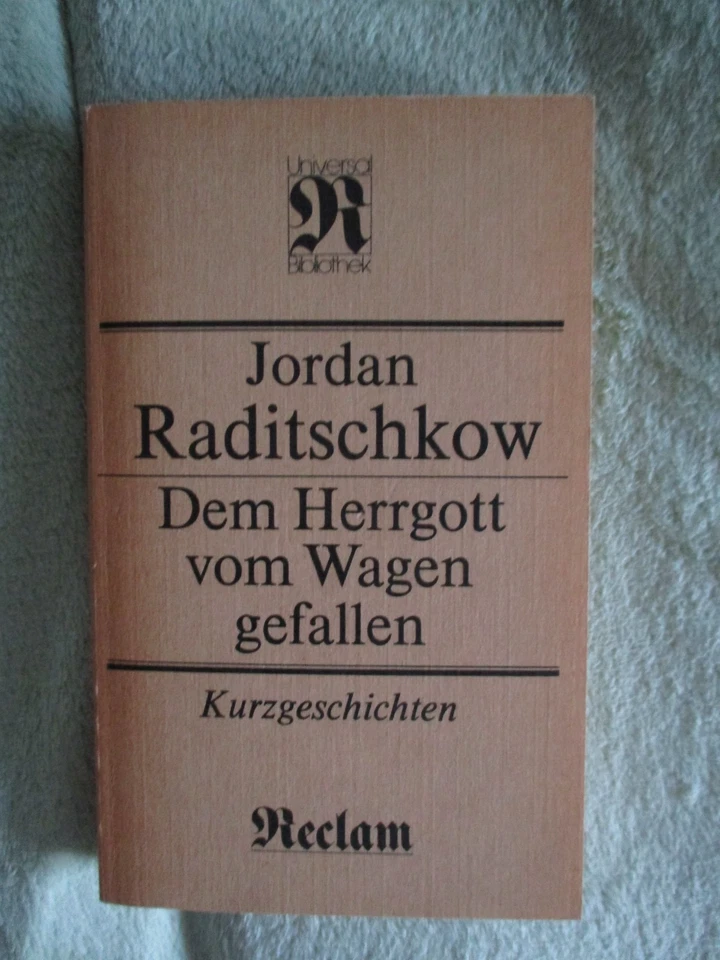 Universal
R
Bibliothek
Jordan
Raditschkow
Dem Herrgott
vom Wagen
gefallen
Kurzgeschichten
Reclam